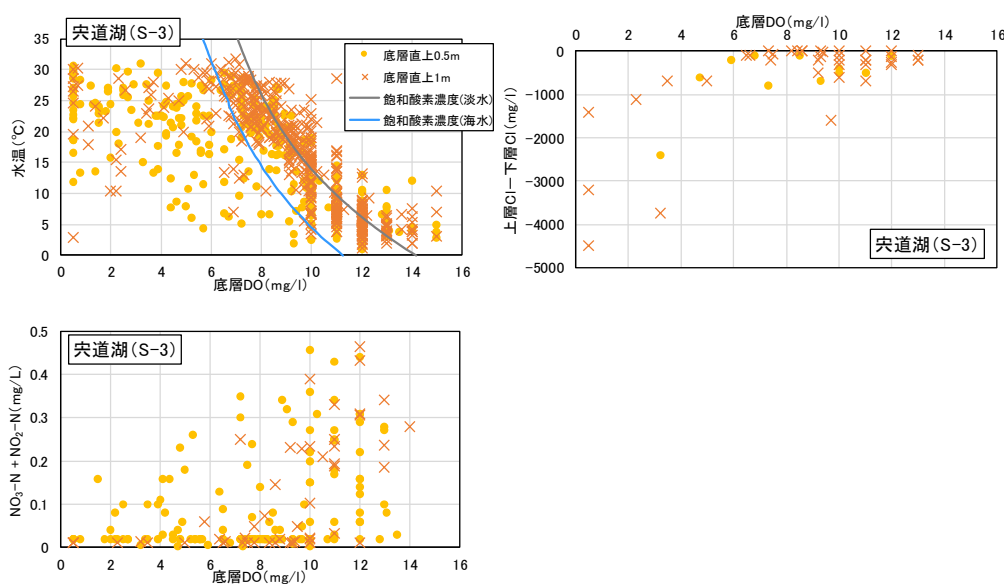 宍道湖(S-3)
底層直上0.5m
底層直上1m
飽和酸素濃度(淡水)
飽和酸素濃度(海水)
水温(℃)
35
30
25
20
15
10
5
0
0 2 4 6 8 10 12 14 16
底層DO(mg/l)
底層DO(mg/l)
0 2 4 6 8 10 12 14 16
上層Cl-下層Cl(mg/l)
0
-1000
-2000
-3000
-4000
-5000
宍道湖(S-3)
宍道湖(S-3)
NO₃-N + NO₂-N(mg/L)
0.5
0.4
0.3
0.2
0.1
0
0 2 4 6 8 10 12 14 16
底層DO(mg/l)